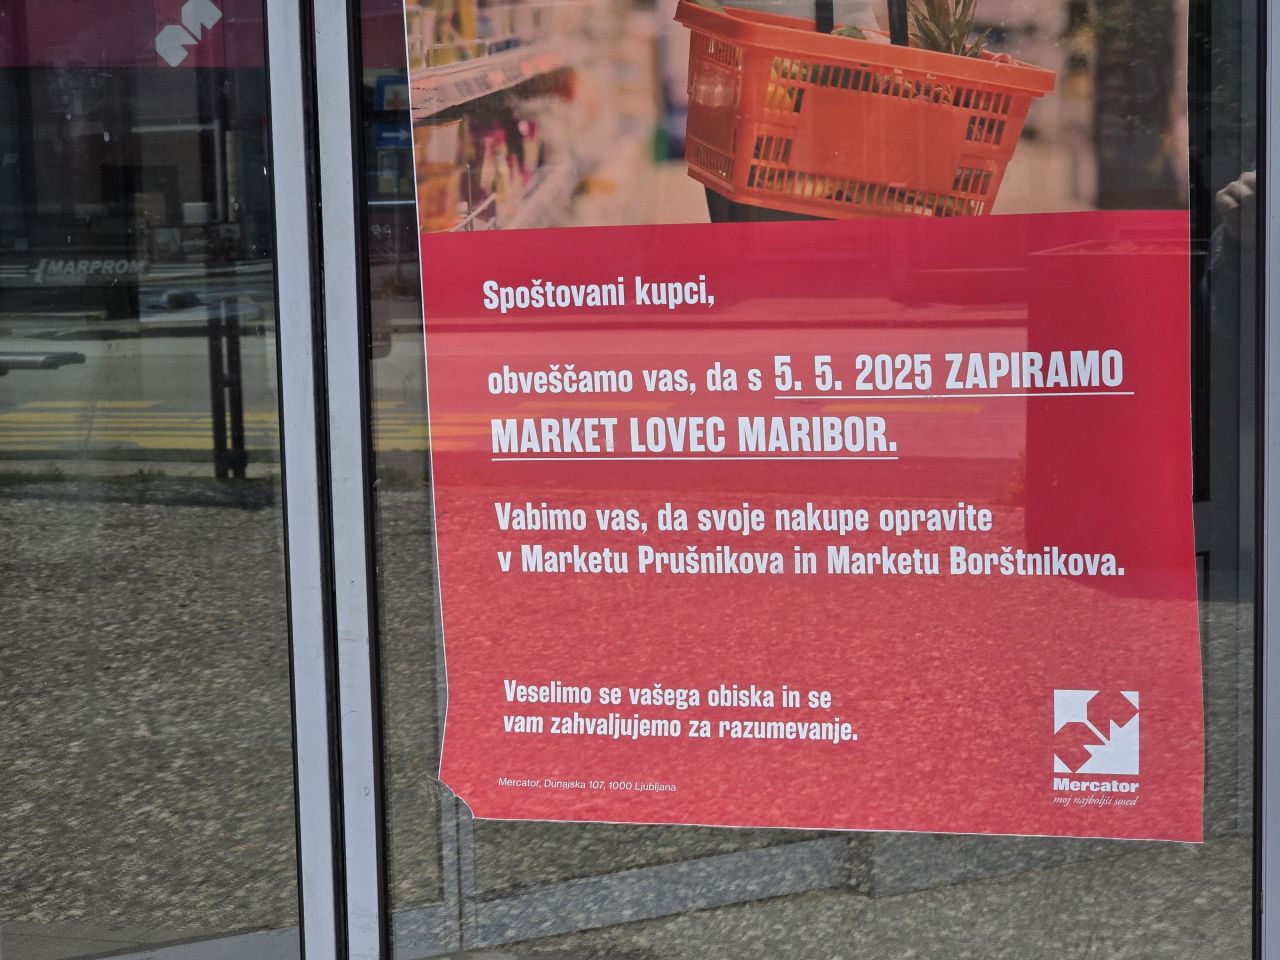 MARPROM
Spoštovani kupci,
obveščamo vas, da s 5. 5. 2025 ZAPIRAMO
MARKET LOVEC MARIBOR.
Vabimo vas, da svoje nakupe opravite
v Marketu Prušnikova in Marketu Borštnikova.
Veselimo se vašega obiska in se
vam zahvaljujemo za razumevanje.
Mercator, Dunajska 107, 1000 Ljubljana
Mercator
moj najboljši sosed